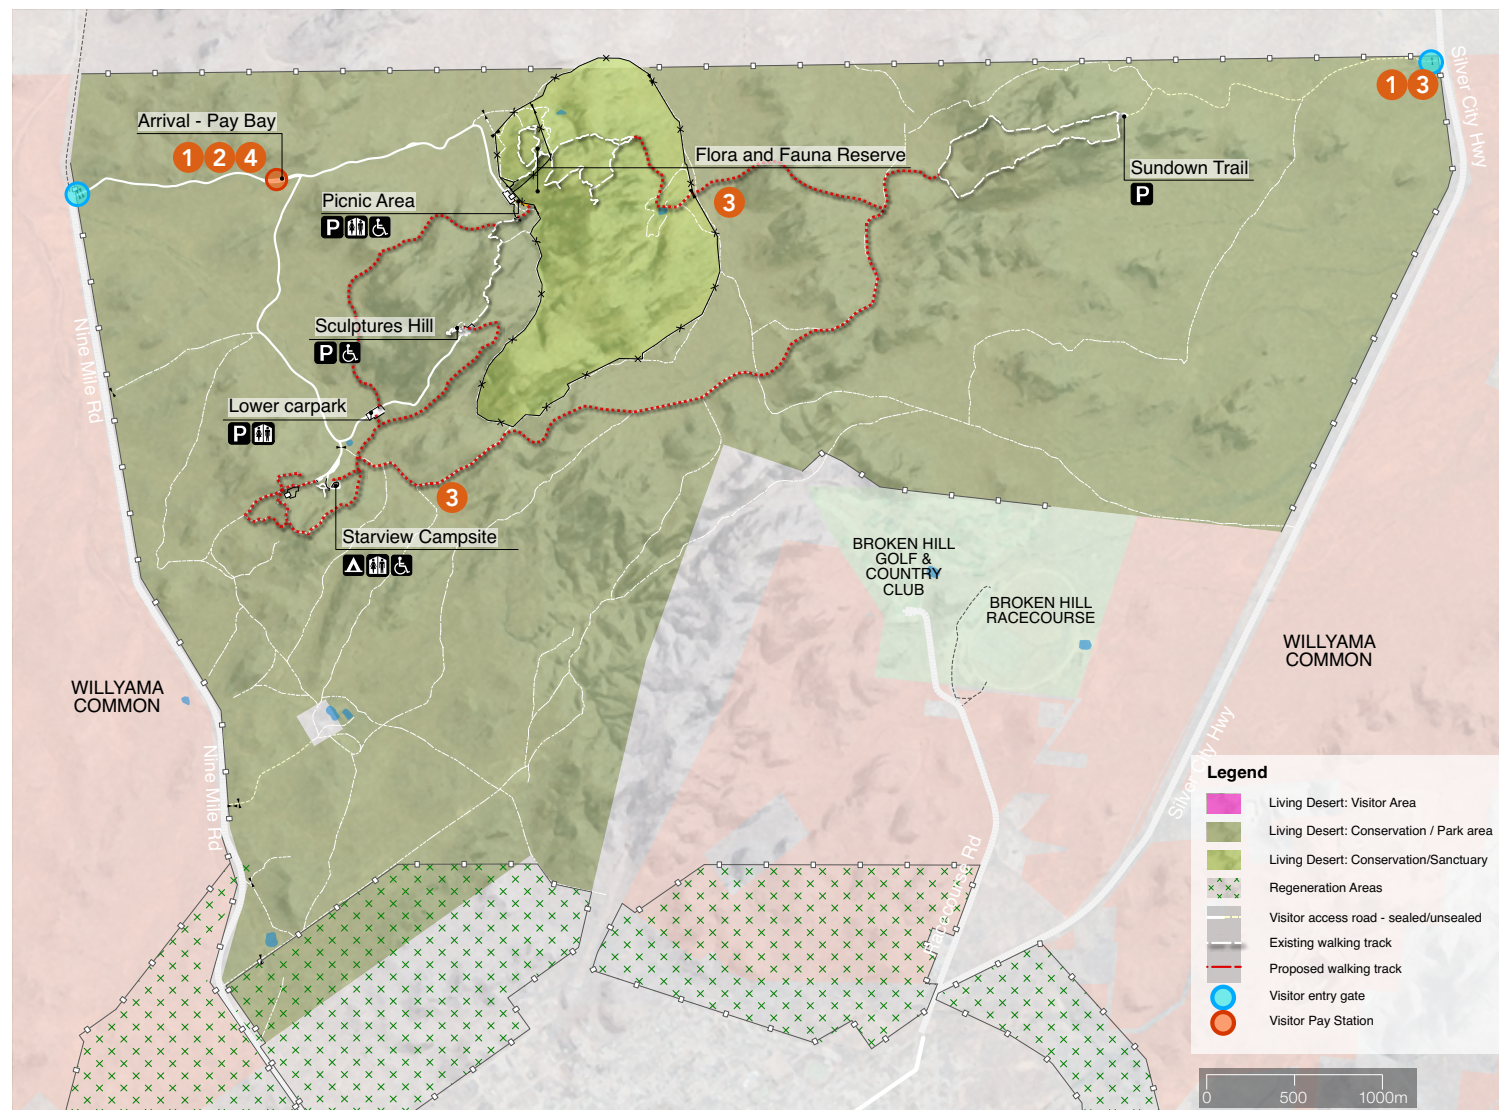 Silver City Hwy
1 3
Arrival - Pay Bay
1 2 4
Flora and Fauna Reserve
Sundown Trail
P
Picnic Area
P
3
Nine Mile Rd
Sculptures Hill
P
Lower carpark
P
3
Starview Campsite
BROKEN HILL
GOLF &
COUNTRY
CLUB
BROKEN HILL
RACECOURSE
WILLYAMA
COMMON
WILLYAMA
COMMON
Nine Mile Rd
Silver City Hwy
Racecourse Rd
Legend
Living Desert: Visitor Area
Living Desert: Conservation / Park area
Living Desert: Conservation/Sanctuary
Regeneration Areas
Visitor access road - sealed/unsealed
Existing walking track
Proposed walking track
Visitor entry gate
Visitor Pay Station
0 500 1000m